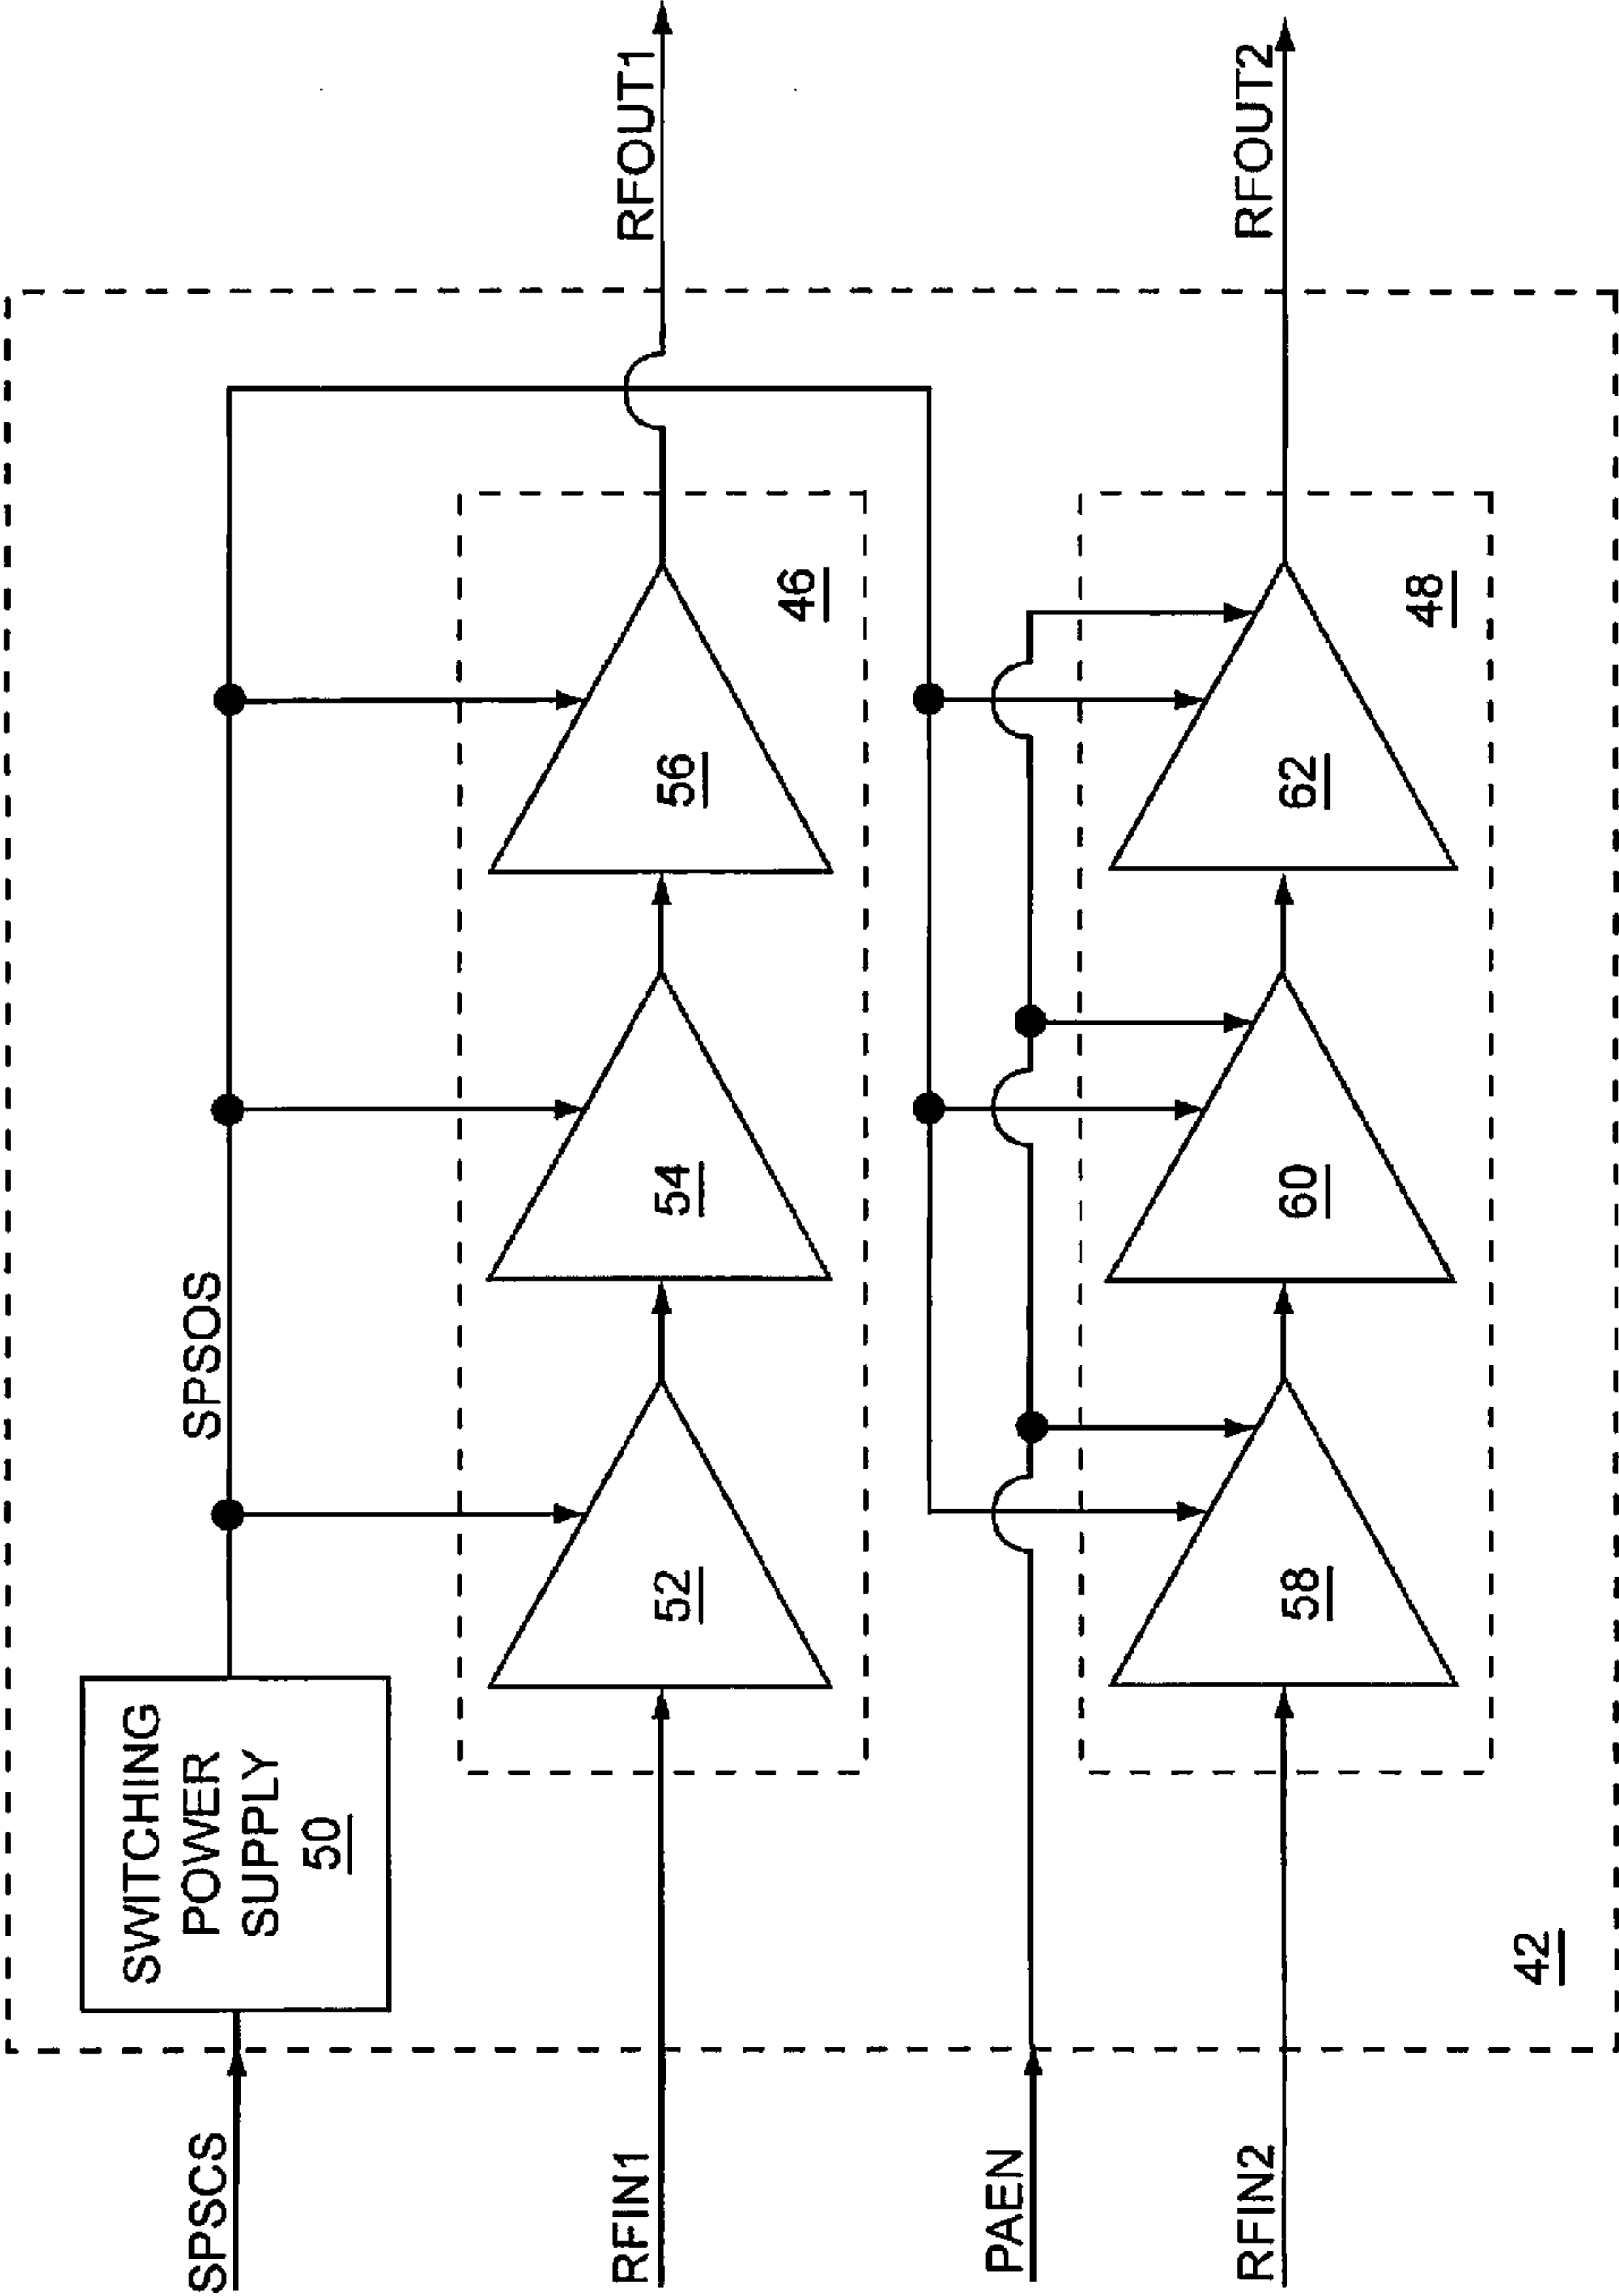 SPSCS
SWITCHING
POWER
SUPPLY
50
SPSOS
RFIN1
52
54
56
46
RFOUT1
PAEN
RFIN2
58
60
62
48
RFOUT2
42